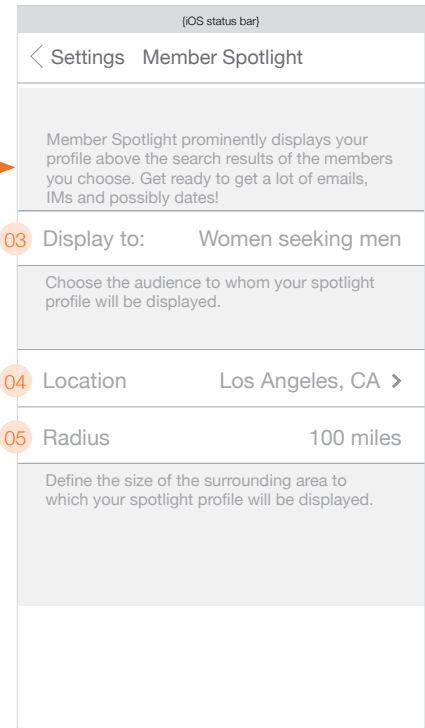 {iOS status bar}
Settings Member Spotlight
Member Spotlight prominently displays your
profile above the search results of the members
you choose. Get ready to get a lot of emails,
IMs and possibly dates!
03 Display to: Women seeking men
Choose the audience to whom your spotlight
profile will be displayed.
04 Location Los Angeles, CA >
05 Radius 100 miles
Define the size of the surrounding area to
which your spotlight profile will be displayed.